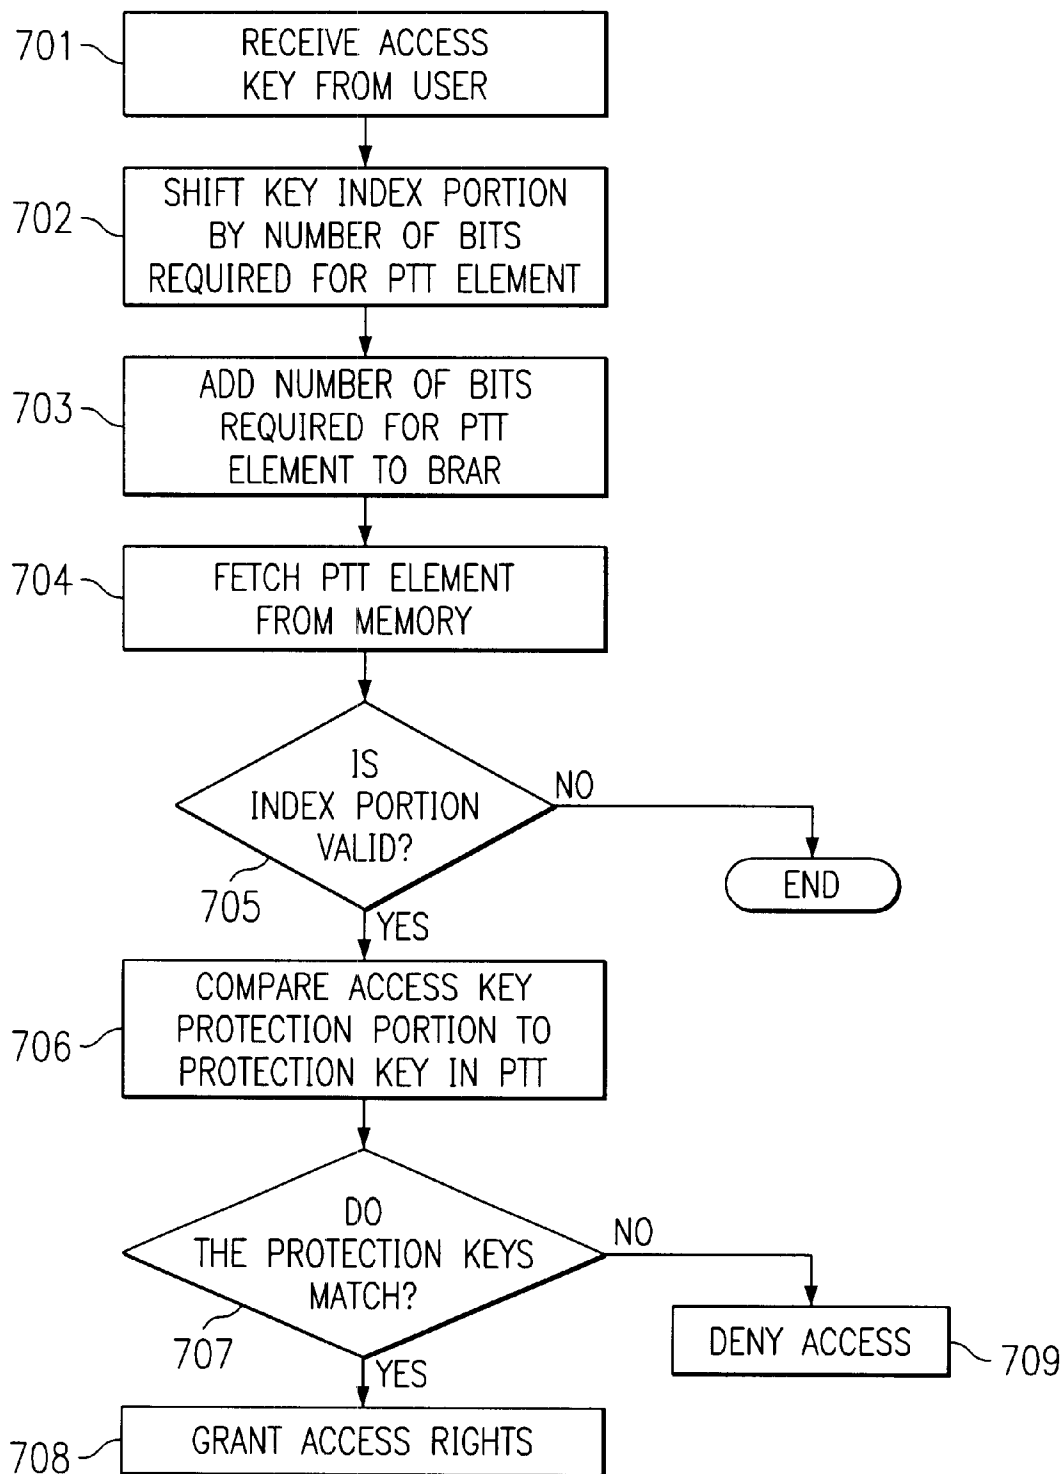 701
RECEIVE ACCESS
KEY FROM USER
702
SHIFT KEY INDEX PORTION
BY NUMBER OF BITS
REQUIRED FOR PTT ELEMENT
703
ADD NUMBER OF BITS
REQUIRED FOR PTT
ELEMENT TO BRAR
704
FETCH PTT ELEMENT
FROM MEMORY
IS
INDEX PORTION
VALID?
NO
END
705
YES
COMPARE ACCESS KEY
PROTECTION PORTION TO
PROTECTION KEY IN PTT
706
DO
THE PROTECTION KEYS
MATCH?
NO
DENY ACCESS
709
707
YES
GRANT ACCESS RIGHTS
708